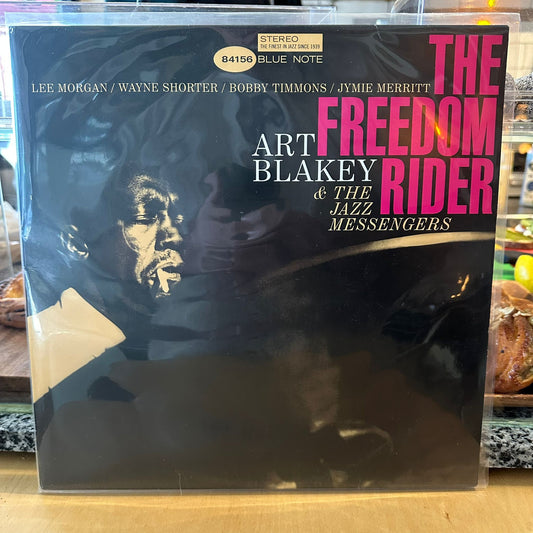 STEREO
THE FINEST IN JAZZ SINCE 1939
84156 BLUE NOTE
LEE MORGAN / WAYNE SHORTER / BOBBY TIMMONS / JYMIE MERRITT
THE
FREEDOM
RIDER
ART
BLAKEY
& THE
JAZZ
MESSENGERS